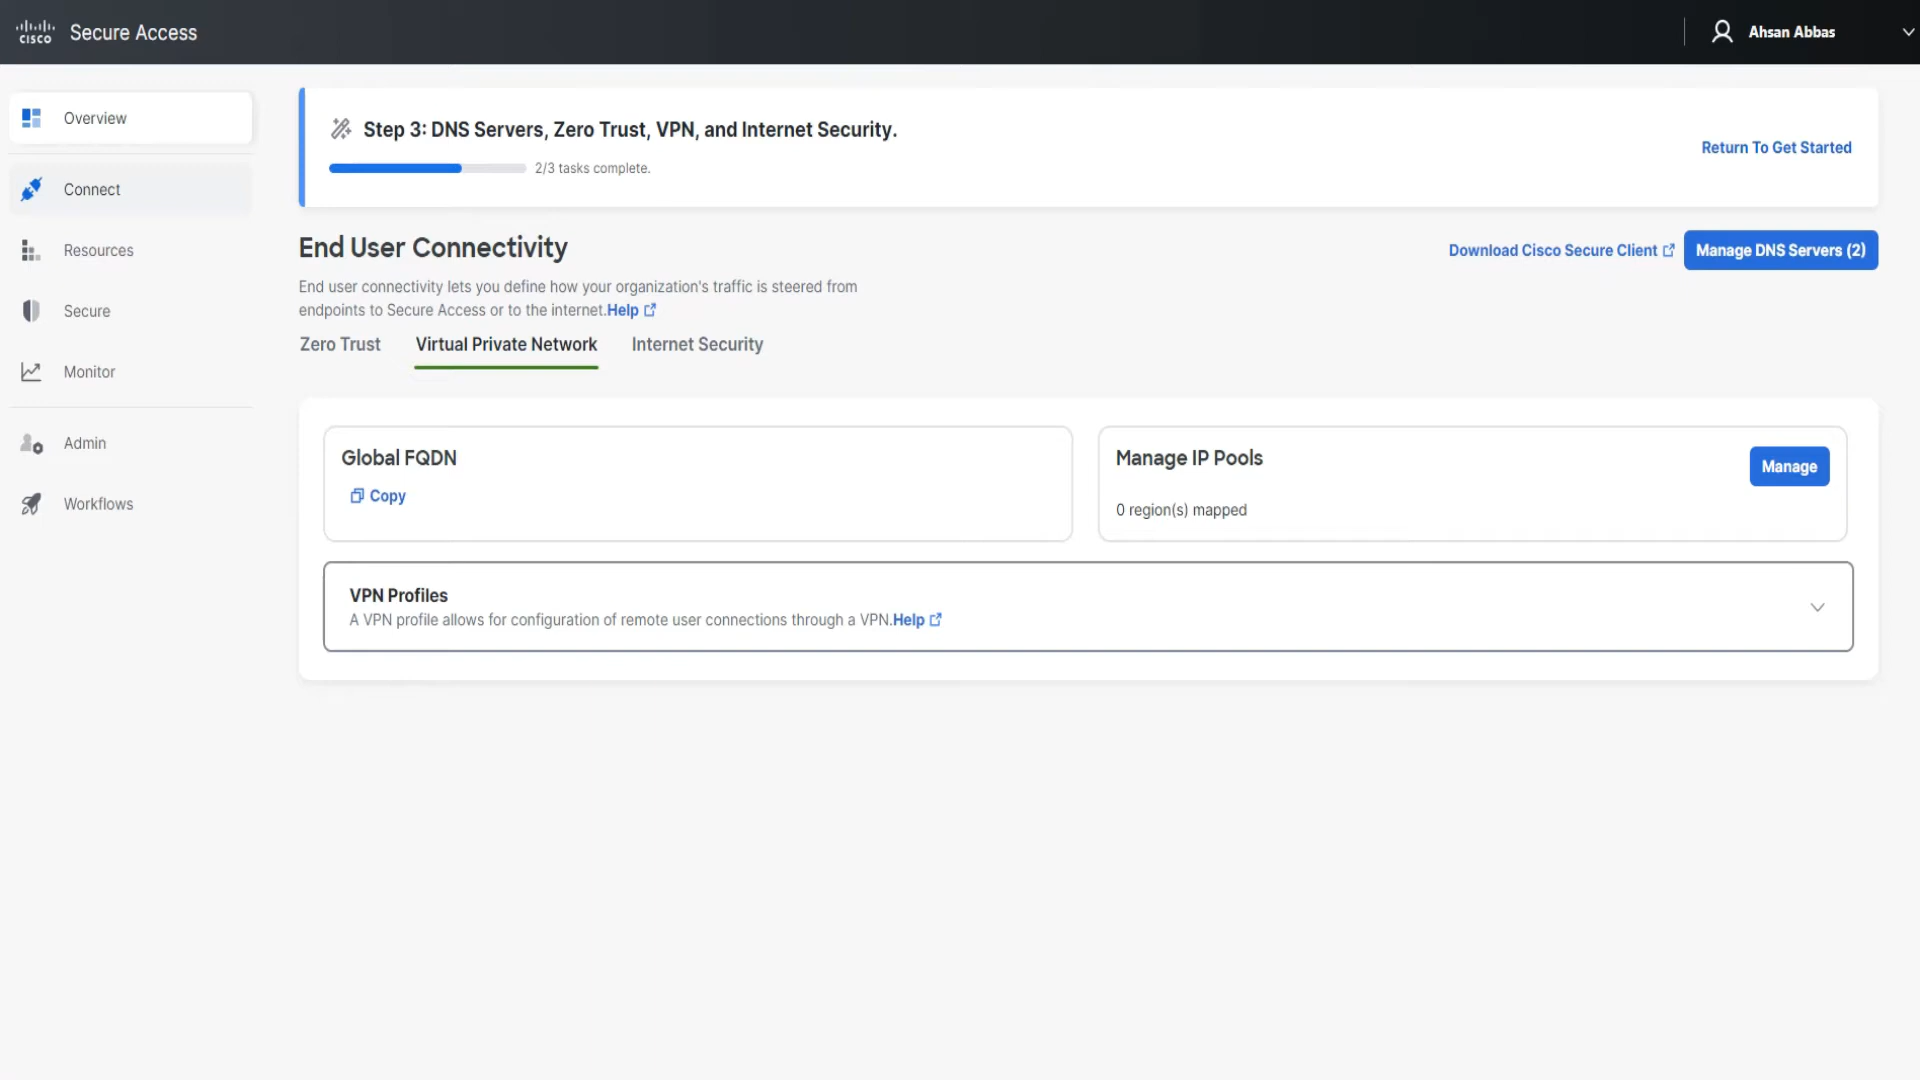 CISCO
Secure Access
Ahsan Abbas
Overview
Connect
Resources
Secure
Monitor
Admin
Workflows
Step 3: DNS Servers, Zero Trust, VPN, and Internet Security.
2/3 tasks complete.
Return To Get Started
End User Connectivity
Download Cisco Secure Client
Manage DNS Servers (2)
End user connectivity lets you define how your organization's traffic is steered from
endpoints to Secure Access or to the internet.Help
Zero Trust
Virtual Private Network
Internet Security
Global FQDN
Copy
Manage IP Pools
Manage
0 region(s) mapped
VPN Profiles
A VPN profile allows for configuration of remote user connections through a VPN.Help